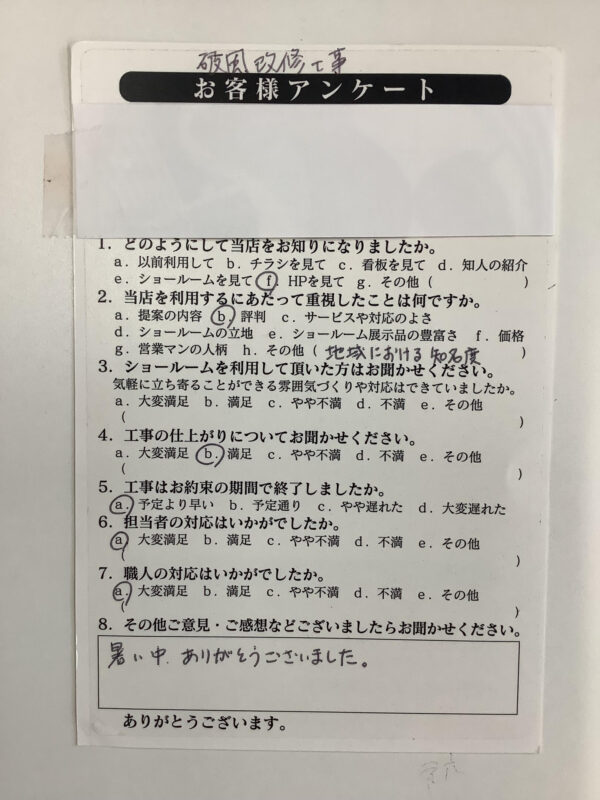 破風改修工事
お客様アンケート
1. どのようにして当店をお知りになりましたか。
a. 以前利用して b. チラシを見て c. 看板を見て d. 知人の紹介
e. ショールームを見て f. HPを見て g. その他 ( )
2. 当店を利用するにあたって重視したことは何ですか。
a. 提案の内容 b. 評判 c. サービスや対応のよさ
d. ショールームの立地 e. ショールーム展示品の豊富さ f. 価格
g. 営業マンの人柄 h. その他 ( 地域における知名度 )
3. ショールームを利用して頂いた方はお聞かせください。
気軽に立ち寄ることができる雰囲気づくりや対応はできていましたか。
a. 大変満足 b. 満足 c. やや不満 d. 不満 e. その他
( )
4. 工事の仕上がりについてお聞かせください。
a. 大変満足 b. 満足 c. やや不満 d. 不満 e. その他
( )
5. 工事はお約束の期間で終了しましたか。
a. 予定より早い b. 予定通り c. やや遅れた d. 大変遅れた
6. 担当者の対応はいかがでしたか。
a. 大変満足 b. 満足 c. やや不満 d. 不満 e. その他
( )
7. 職人の対応はいかがでしたか。
a. 大変満足 b. 満足 c. やや不満 d. 不満 e. その他
( )
8. その他ご意見・ご感想などございましたらお聞かせください。
暑い中、ありがとうございました。
ありがとうございます。